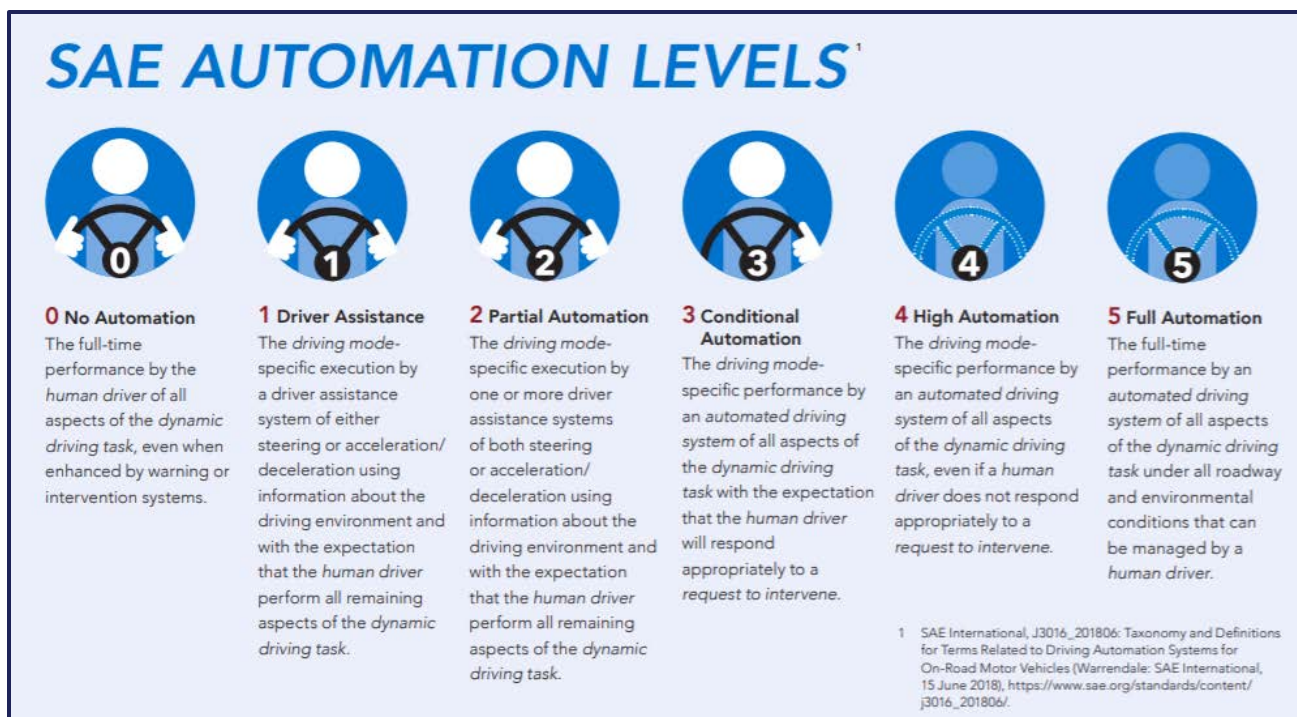 SAE AUTOMATION LEVELS¹
0
1
2
3
4
5
0 No Automation
The full-time
performance by the
human driver of all
aspects of the dynamic
driving task, even when
enhanced by warning or
intervention systems.
1 Driver Assistance
The driving mode-
specific execution by
a driver assistance
system of either
steering or acceleration/
deceleration using
information about the
driving environment and
with the expectation
that the human driver
perform all remaining
aspects of the dynamic
driving task.
2 Partial Automation
The driving mode-
specific execution by
one or more driver
assistance systems
of both steering
or acceleration/
deceleration using
information about the
driving environment and
with the expectation
that the human driver
perform all remaining
aspects of the dynamic
driving task.
3 Conditional
Automation
The driving mode-
specific performance by
an automated driving
system of all aspects of
the dynamic driving
task with the expectation
that the human driver
will respond
appropriately to a
request to intervene.
4 High Automation
The driving mode-
specific performance by
an automated driving
system of all aspects
of the dynamic driving
task, even if a human
driver does not respond
appropriately to a
request to intervene.
5 Full Automation
The full-time
performance by an
automated driving
system of all aspects
of the dynamic driving
task under all roadway
and environmental
conditions that can
be managed by a
human driver.
1 SAE International, J3016_201806: Taxonomy and Definitions
for Terms Related to Driving Automation Systems for
On-Road Motor Vehicles (Warrendale: SAE International,
15 June 2018), https://www.sae.org/standards/content/
j3016_201806/.